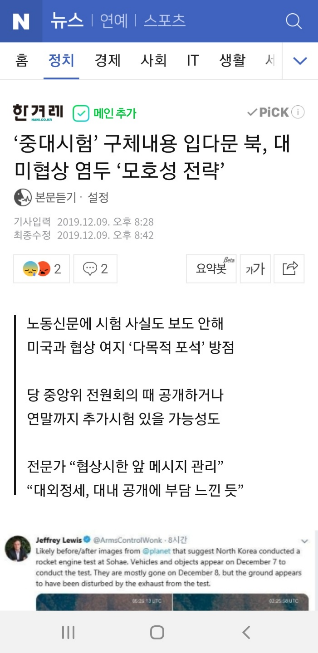 N 뉴스 연예 스포츠
홈 정치 경제 사회 IT 생활
한겨레 메인 추가 PiCK
‘중대시험’ 구체내용 입다문 북, 대
미협상 염두 ‘모호성 전략’
본문듣기 · 설정
기사입력 2019.12.09. 오후 8:28
최종수정 2019.12.09. 오후 8:42
2 2 요약봇 Beta 가가
노동신문에 시험 사실도 보도 안해
미국과 협상 여지 ‘다목적 포석’ 방점
당 중앙위 전원회의 때 공개하거나
연말까지 추가시험 있을 가능성도
전문가 “협상시한 앞 메시지 관리”
“대외정세, 대내 공개에 부담 느낀 듯”
Jeffrey Lewis @ArmsControlWonk · 8시간
Likely before/after images from @planet that suggest North Korea conducted a
rocket engine test at Sohae. Vehicles and objects appear on December 7 to
conduct the test. They are mostly gone on December 8, but the ground appears
to have been disturbed by the exhaust from the test.